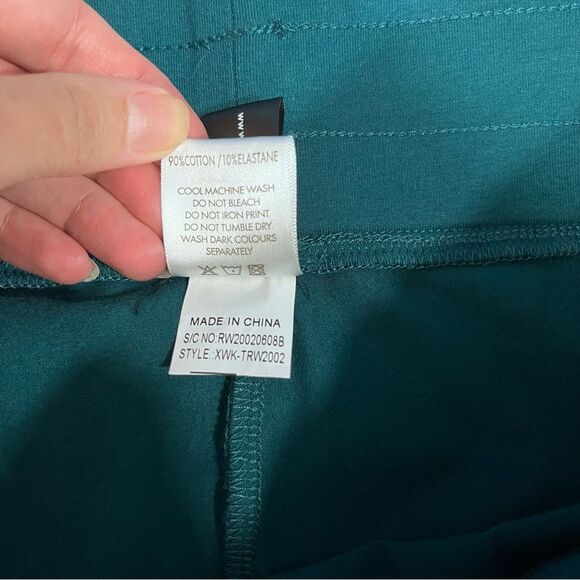 www
90%COTTON / 10%ELASTANE
COOL MACHINE WASH
DO NOT BLEACH
DO NOT IRON PRINT
DO NOT TUMBLE DRY
WASH DARK COLOURS
SEPARATELY
MADE IN CHINA
S/C NO:RW20020608B
STYLE.:XWK-TRW2002